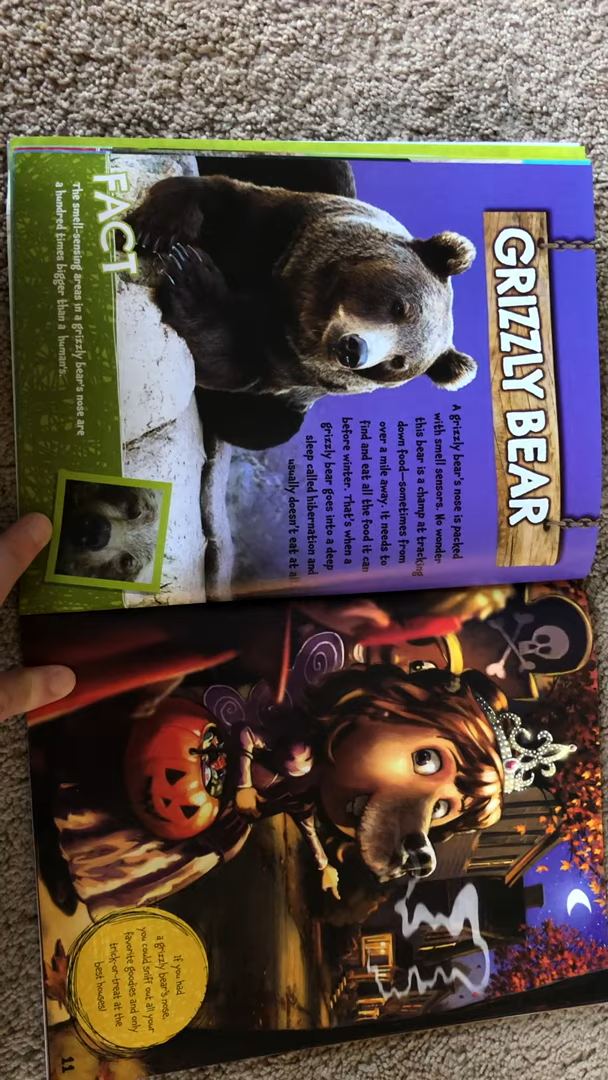 GRIZZLY BEAR
A grizzly bear's nose is packed
with smell sensors. No wonder
this bear is a champ at tracking
down food—sometimes from
over a mile away. It needs to
find and eat all the food it can
before winter. That's when a
grizzly bear goes into a deep
sleep called hibernation and
usually doesn't eat at
FACT
The smell-sensing areas in a grizzly bear's nose are
a hundred times bigger than a human's.
If you had
a grizzly bear's nose,
you could sniff out all your
favorite goodies and only
trick-or-treat at the
best houses!
11